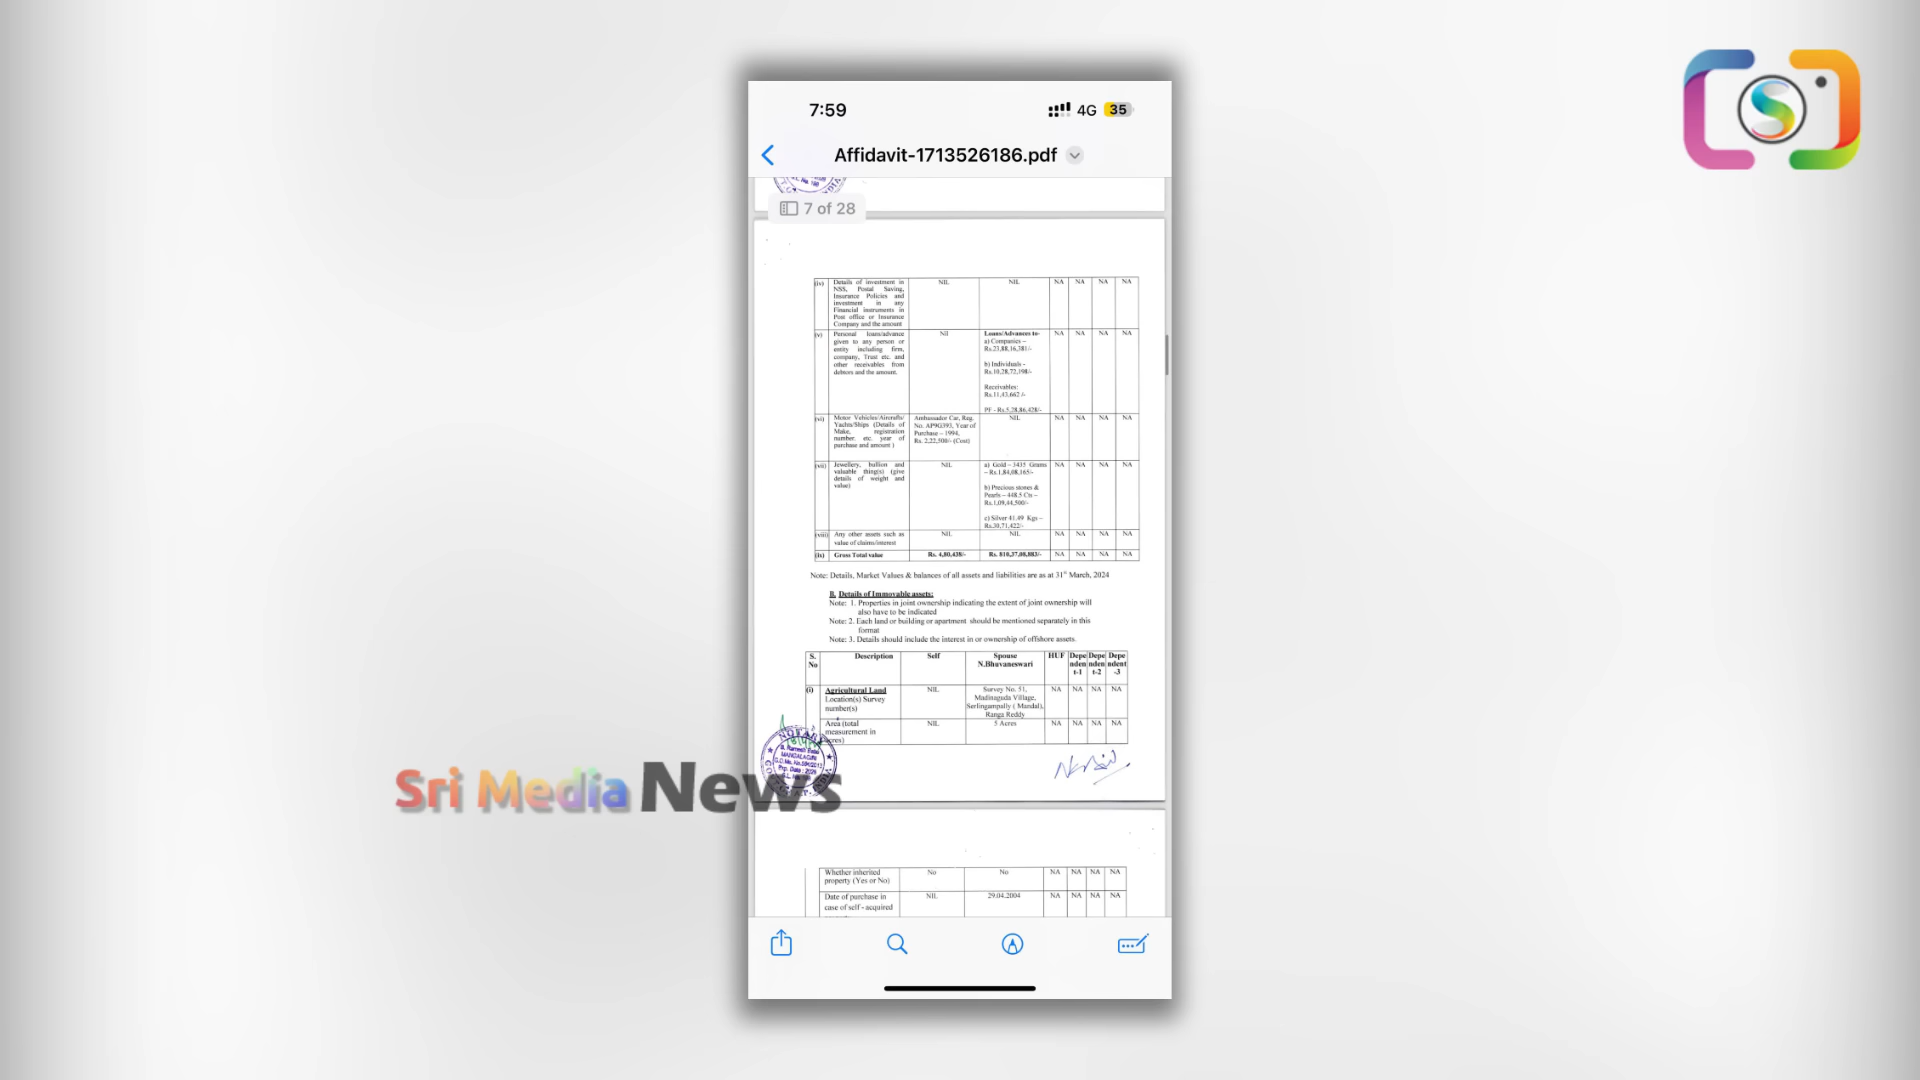 7:59
4G 35
Affidavit-1713526186.pdf
7 of 28
(iv) Details of investment in NSS, Postal Saving, Insurance Policies and investment in any Financial instruments in Post office or Insurance Company and the amount NIL NIL NA NA NA NA
(v) Personal loans/advance given to any person or entity including firm, company, Trust etc. and other receivables from debtors and the amount. Nil Loans/Advances to- a) Companies – Rs.23,88,16,381/- b) Individuals - Rs.10,28,72,198/- Receivables: Rs.11,43,662 /- PF - Rs.5,28,86,428/- NA NA NA NA
(vi) Motor Vehicles/Aircrafts/ Yachts/Ships (Details of Make, registration number, etc. year of purchase and amount ) Ambassador Car, Reg. No. AP9G393, Year of Purchase – 1994, Rs. 2,22,500/- (Cost) NIL NA NA NA NA
(vii) Jewellery, bullion and valuable thing(s) (give details of weight and value) NIL a) Gold – 3435 Grams – Rs.1,84,08,165/- b) Precious stones & Pearls – 448.5 Cts – Rs.1,09,44,500/- c) Silver 41.49 Kgs – Rs.30,71,422/- NA NA NA NA
(viii) Any other assets such as value of claims/interest NIL NIL NA NA NA NA
(ix) Gross Total value Rs. 4,80,438/- Rs. 810,37,08,883/- NA NA NA NA
Note: Details, Market Values & balances of all assets and liabilities are as at 31st March, 2024
B. Details of Immovable assets:
Note: 1. Properties in joint ownership indicating the extent of joint ownership will
also have to be indicated
Note: 2. Each land or building or apartment should be mentioned separately in this
format
Note: 3. Details should include the interest in or ownership of offshore assets.
S. No Description Self Spouse N.Bhuvaneswari HUF Depe nden t-1 Depe nden t-2 Depe ndent -3
(i) Agricultural Land Location(s) Survey number(s) NIL Survey No. 51, Madinaguda Village, Serlingampally ( Mandal), Ranga Reddy NA NA NA NA
Area (total measurement in acres) NIL 5 Acres NA NA NA NA
NOTARY
Sri Media News
Whether inherited property (Yes or No) No No NA NA NA NA
Date of purchase in case of self - acquired NIL 29.04.2004 NA NA NA NA